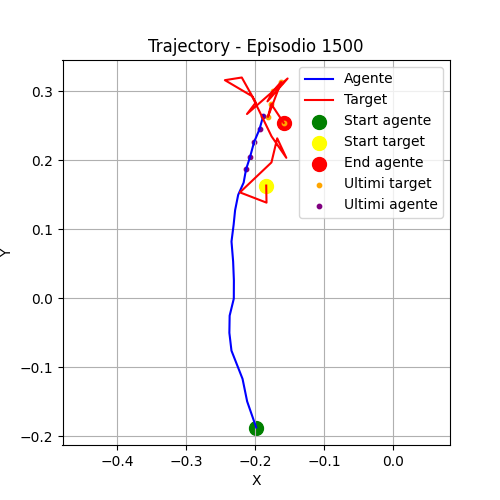 Trajectory - Episodio 1500
Agente
Target
Start agente
Start target
End agente
Ultimi target
Ultimi agente
Y
0.3
0.2
0.1
0.0
−0.1
−0.2
−0.4
−0.3
−0.2
−0.1
0.0
X